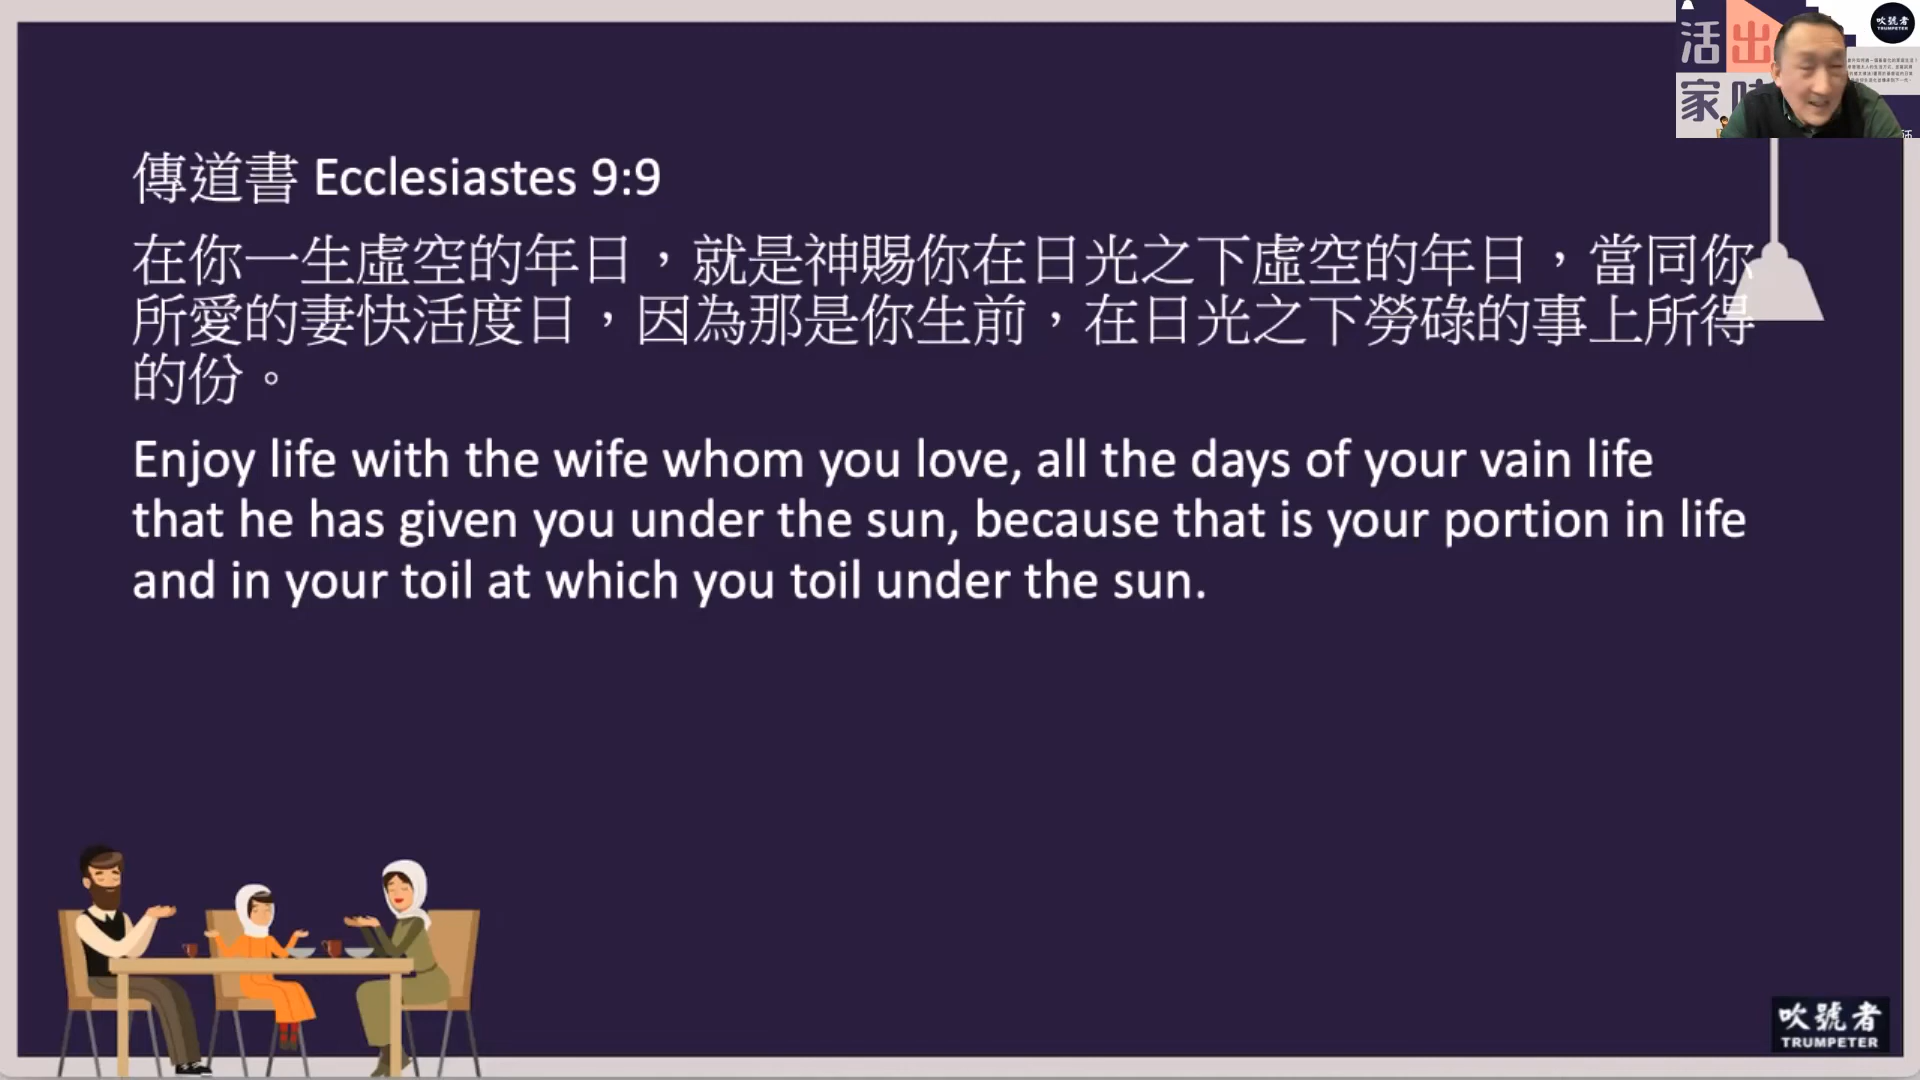 傳道書 Ecclesiastes 9:9
在你一生虛空的年日，就是神賜你在日光之下虛空的年日，當同你
所愛的妻快活度日，因為那是你生前，在日光之下勞碌的事上所得
的份。
Enjoy life with the wife whom you love, all the days of your vain life
that he has given you under the sun, because that is your portion in life
and in your toil at which you toil under the sun.
活出
家
吹號者
TRUMPETER
吹號者
TRUMPETER